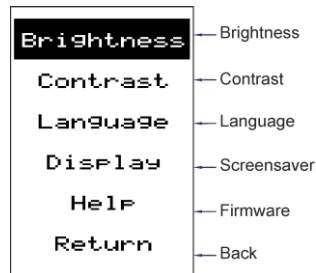 Brightness Brightness
Contrast Contrast
Language Language
Display Screensaver
Help Firmware
Return Back